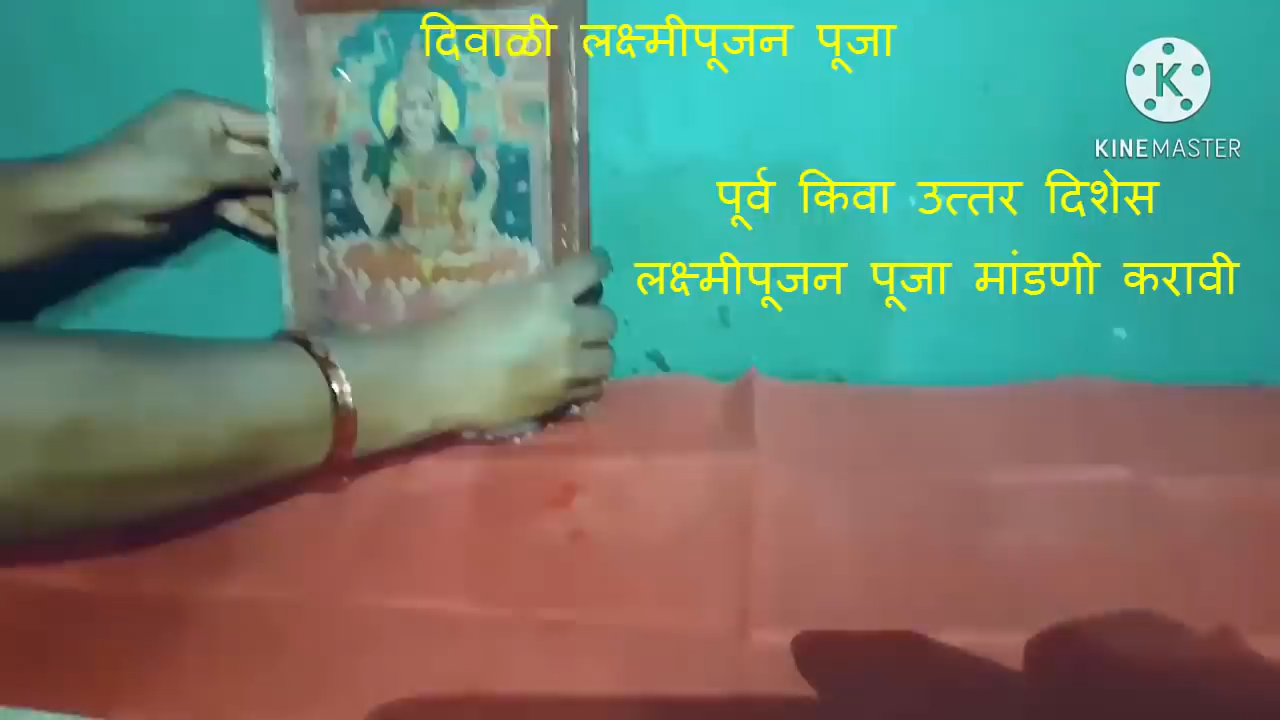 दिवाळी लक्ष्मीपूजन पूजा
K
KINEMASTER
पूर्व किवा उत्तर दिशेस
लक्ष्मीपूजन पूजा मांडणी करावी